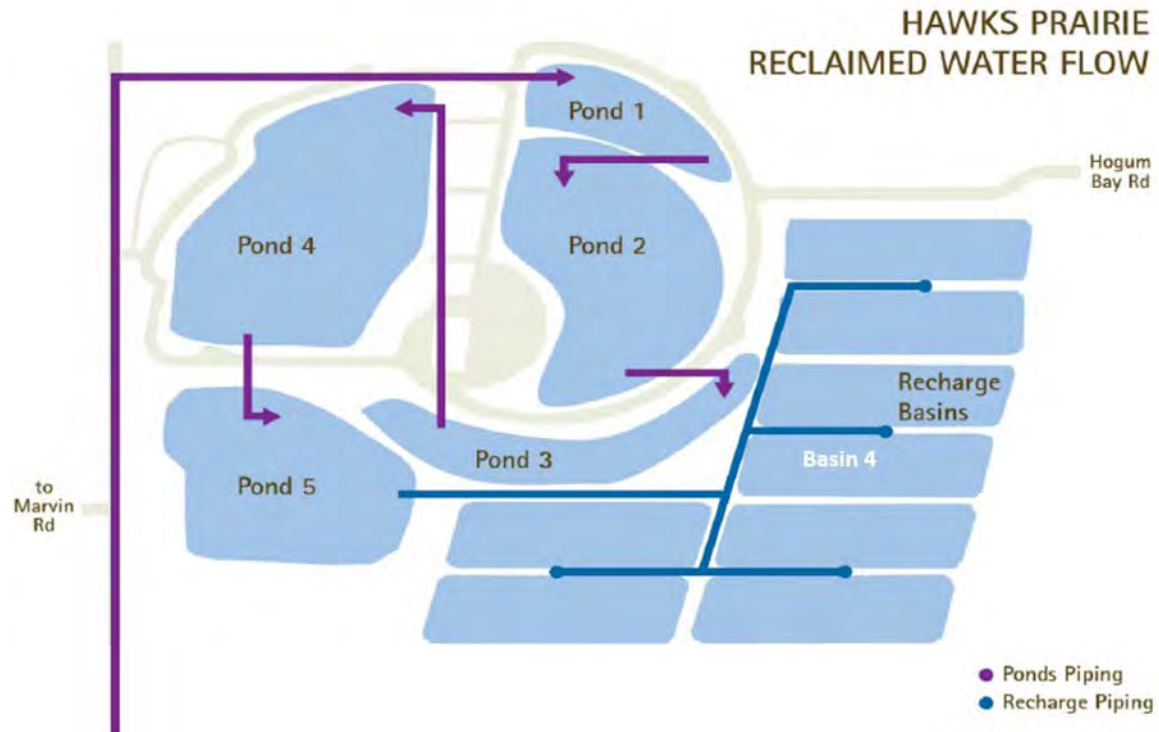 HAWKS PRAIRIE
RECLAIMED WATER FLOW
Pond 1
Hogum
Bay Rd
Pond 4
Pond 2
Recharge
Basins
Basin 4
Pond 3
Pond 5
to
Marvin
Rd
Ponds Piping
Recharge Piping